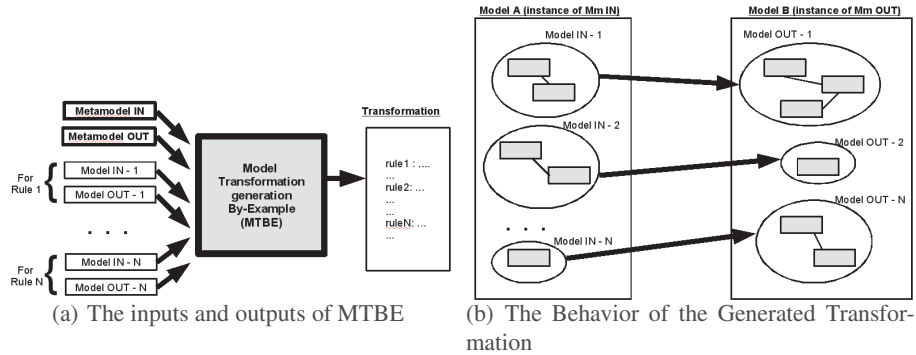 Metamodel IN
Metamodel OUT
For
Rule 1
Model IN - 1
Model OUT - 1
. . .
For
Rule N
Model IN - N
Model OUT - N
Model
Transformation
generation
By-Example
(MTBE)
Transformation
rule1 : ....
...
rule2: ...
...
...
ruleN: ...
...
(a) The inputs and outputs of MTBE
Model A (instance of Mm IN)
Model IN - 1
Model IN - 2
. . .
Model IN - N
Model B (instance of Mm OUT)
Model OUT - 1
Model OUT - 2
Model OUT - N
(b) The Behavior of the Generated Transfor-
mation